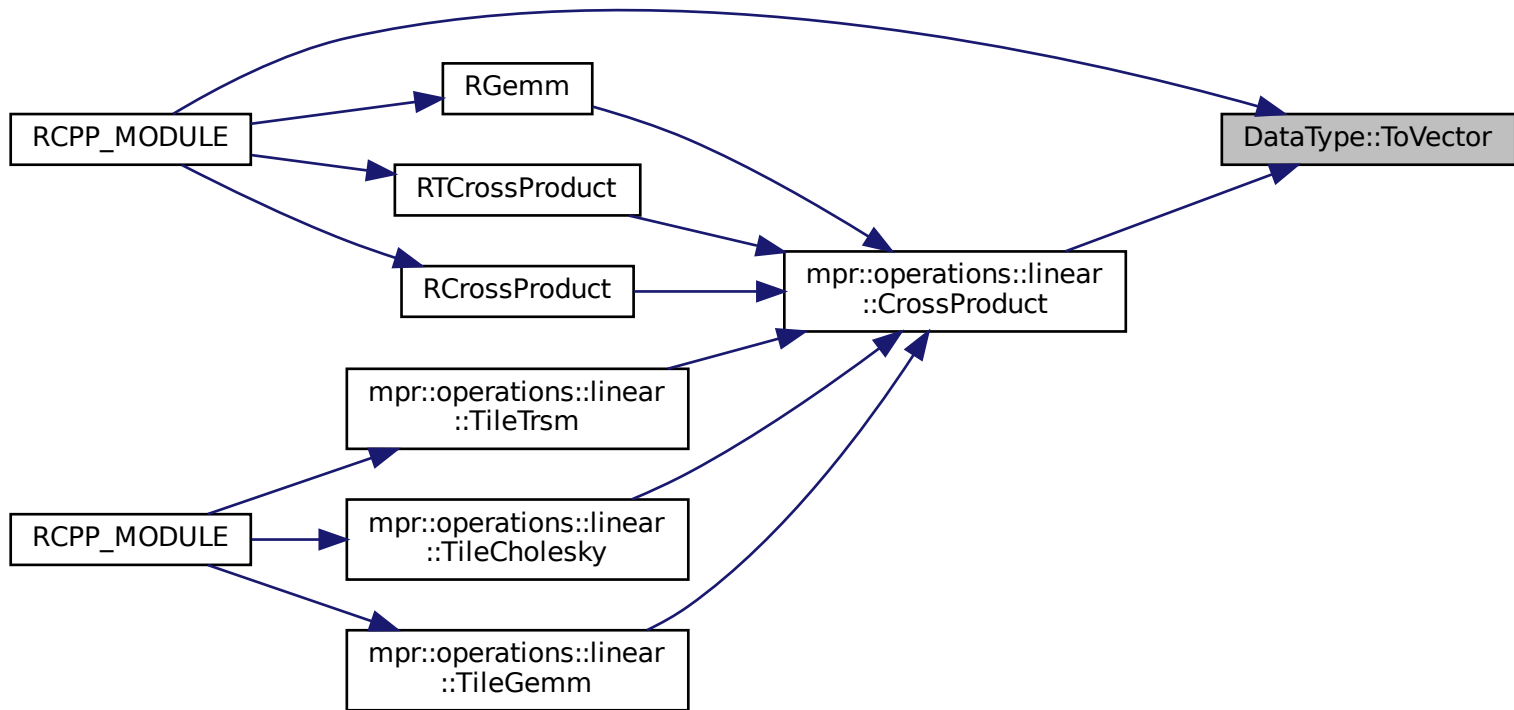 RGemm
RCPP_MODULE
DataType::ToVector
RTCrossProduct
RCrossProduct
mpr::operations::linear
::CrossProduct
mpr::operations::linear
::TileTrsm
RCPP_MODULE
mpr::operations::linear
::TileCholesky
mpr::operations::linear
::TileGemm